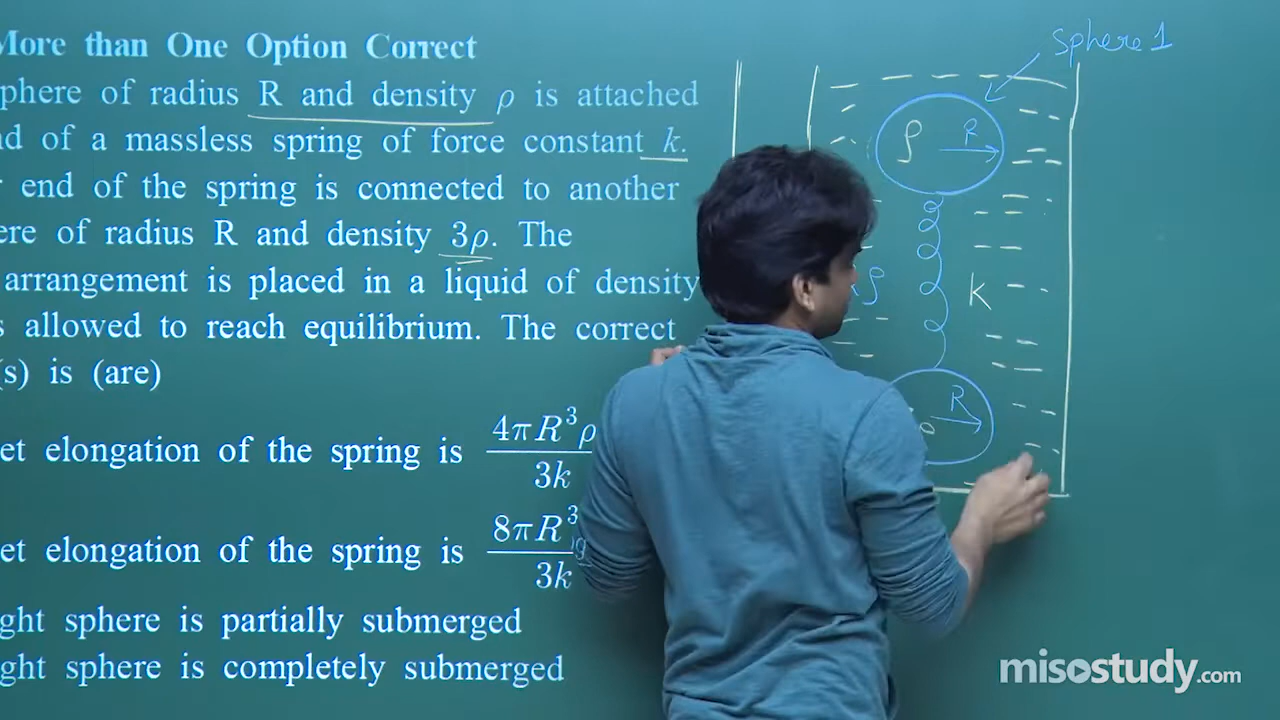 More than One Option Correct
phere of radius R and density ρ is attached
nd of a massless spring of force constant k.
r end of the spring is connected to another
ere of radius R and density 3ρ. The
arrangement is placed in a liquid of density
s allowed to reach equilibrium. The correct
(s) is (are)
et elongation of the spring is 4πR³ρ / 3k
et elongation of the spring is 8πR³ / 3k
ght sphere is partially submerged
ght sphere is completely submerged
Sphere 1
ρ R
ρ
k
R
misostudy.com